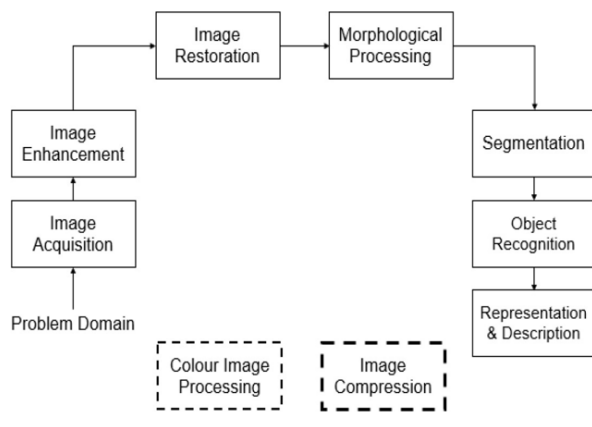 Image
Restoration
Morphological
Processing
Image
Enhancement
Segmentation
Image
Acquisition
Object
Recognition
Problem Domain
Representation
& Description
Colour Image
Processing
Image
Compression